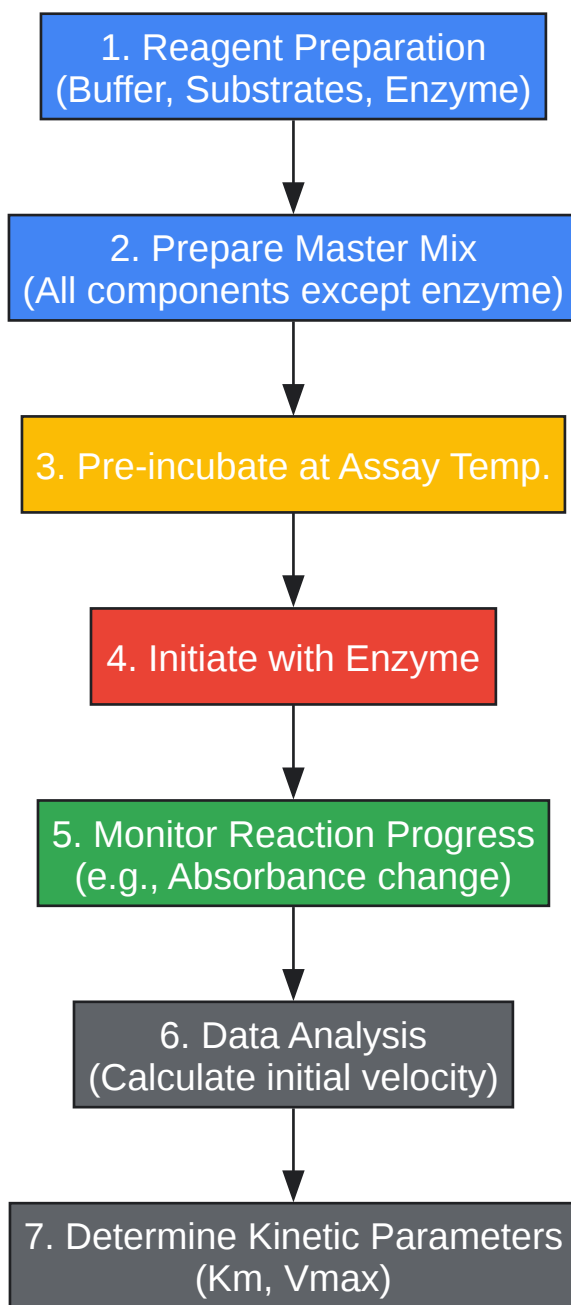 1. Reagent Preparation
(Buffer, Substrates, Enzyme)
2. Prepare Master Mix
(All components except enzyme)
3. Pre-incubate at Assay Temp.
4. Initiate with Enzyme
5. Monitor Reaction Progress
(e.g., Absorbance change)
6. Data Analysis
(Calculate initial velocity)
7. Determine Kinetic Parameters
(Km, Vmax)